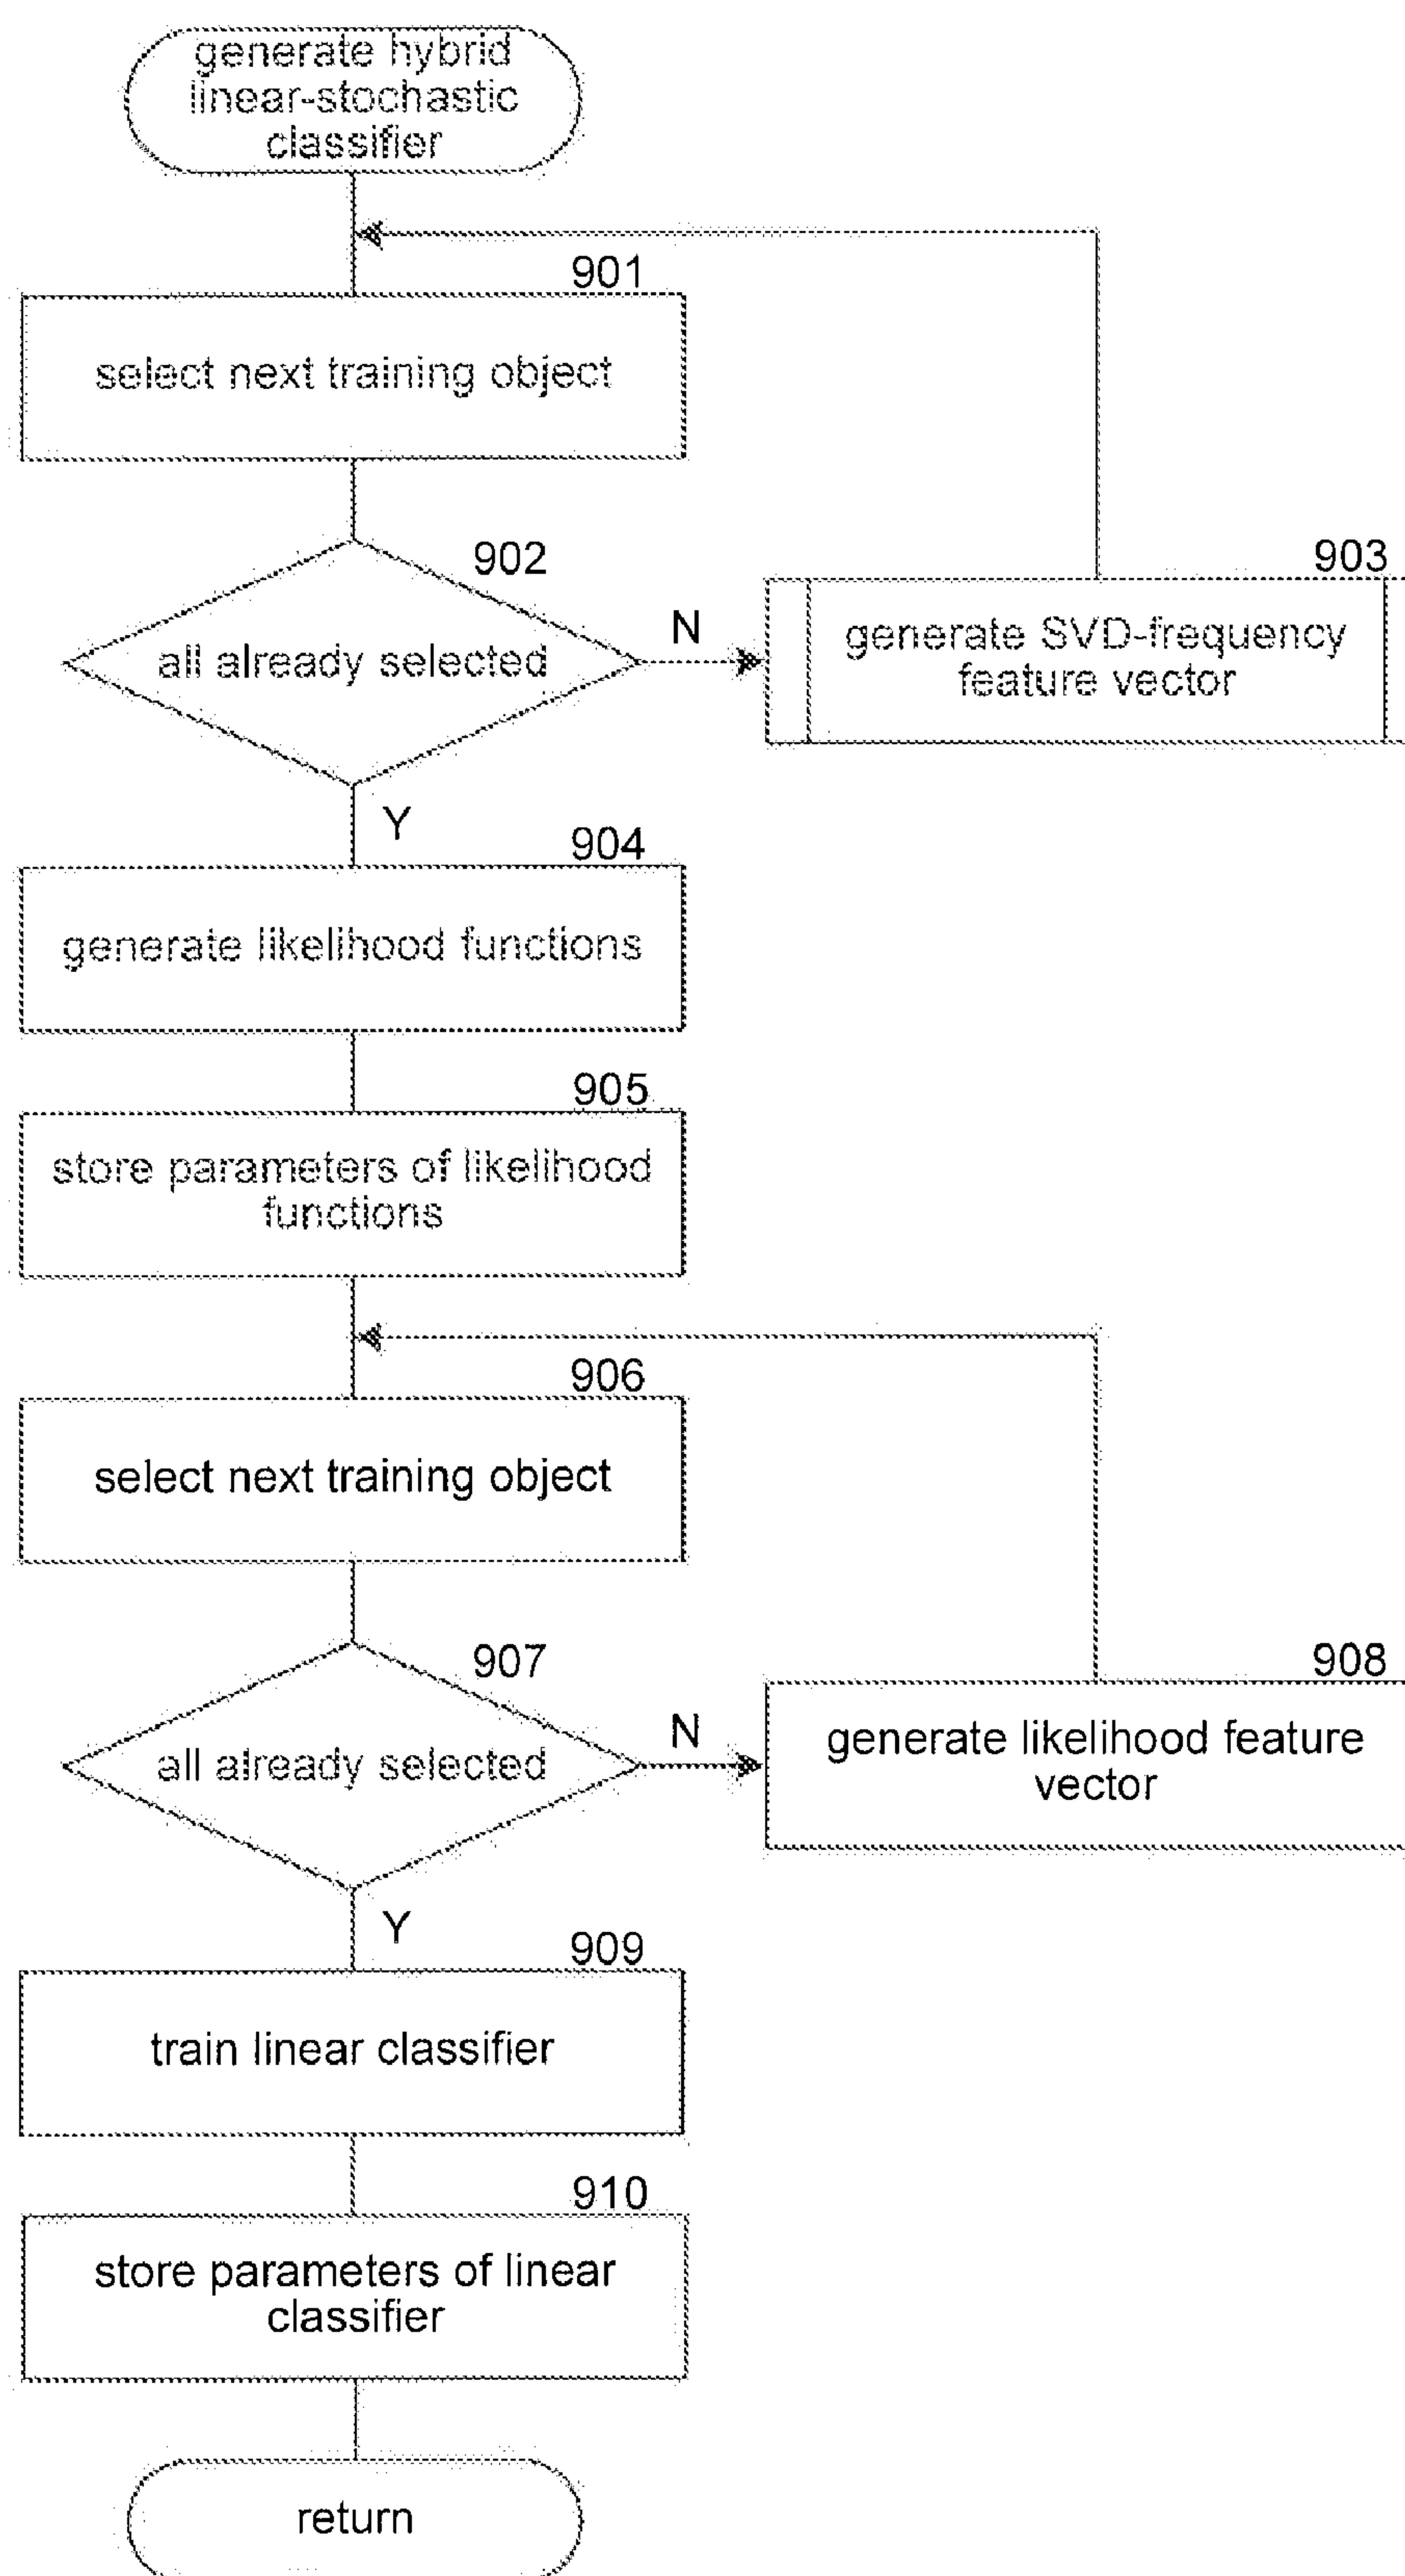 generate hybrid
linear-stochastic
classifier
901
select next training object
902
all already selected
N
903
generate SVD-frequency
feature vector
Y
904
generate likelihood functions
905
store parameters of likelihood
functions
906
select next training object
907
all already selected
N
908
generate likelihood feature
vector
Y
909
train linear classifier
910
store parameters of linear
classifier
return